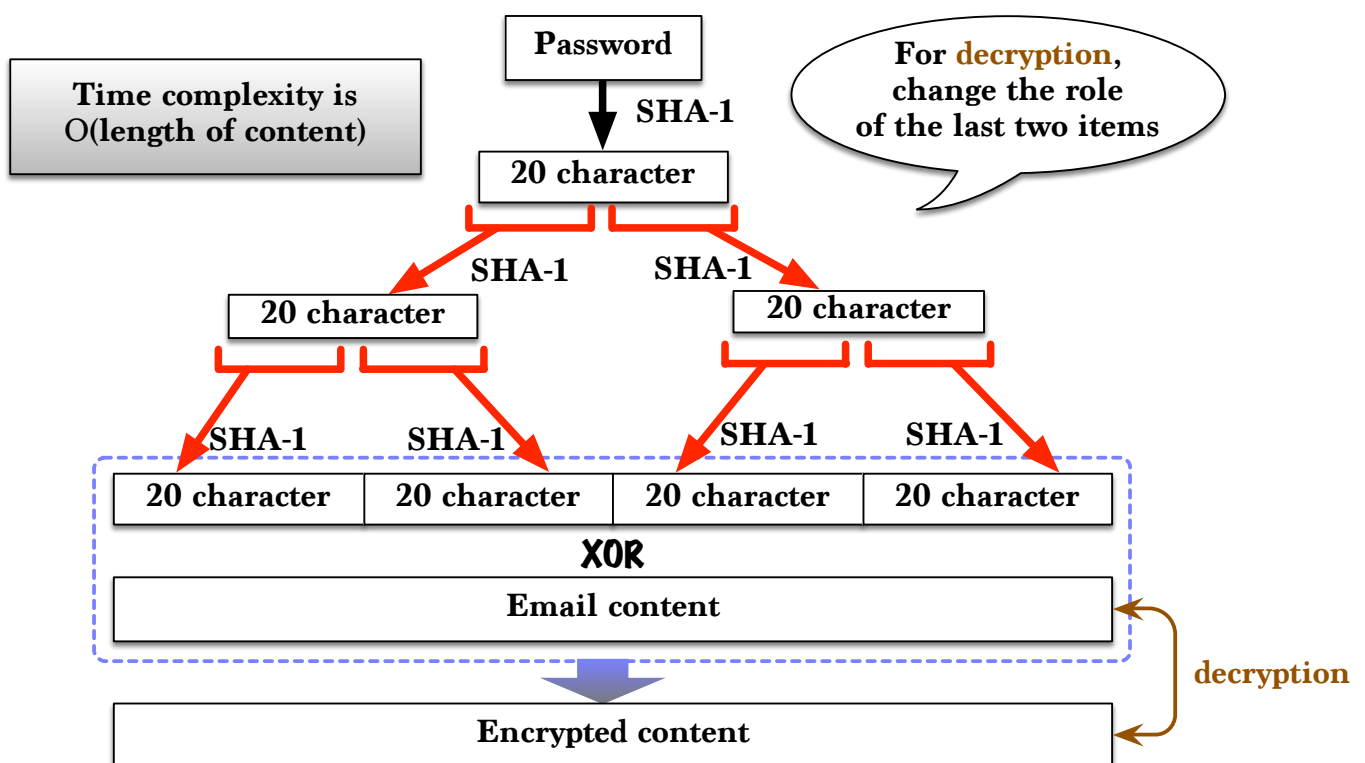 Password
Time complexity is
O(length of content)
For decryption,
change the role
of the last two items
SHA-1
20 character
SHA-1
SHA-1
20 character
20 character
SHA-1
SHA-1
SHA-1
SHA-1
20 character
20 character
20 character
20 character
XOR
Email content
decryption
Encrypted content